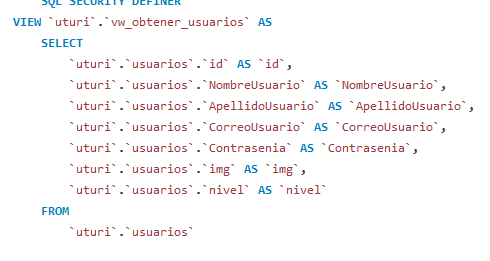 SQL SECURITY DEFINER
VIEW `uturi`.`vw_obtener_usuarios` AS
SELECT
`uturi`.`usuarios`.`id` AS `id`,
`uturi`.`usuarios`.`NombreUsuario` AS `NombreUsuario`,
`uturi`.`usuarios`.`ApellidoUsuario` AS `ApellidoUsuario`,
`uturi`.`usuarios`.`CorreoUsuario` AS `CorreoUsuario`,
`uturi`.`usuarios`.`Contrasenia` AS `Contrasenia`,
`uturi`.`usuarios`.`img` AS `img`,
`uturi`.`usuarios`.`nivel` AS `nivel`
FROM
`uturi`.`usuarios`